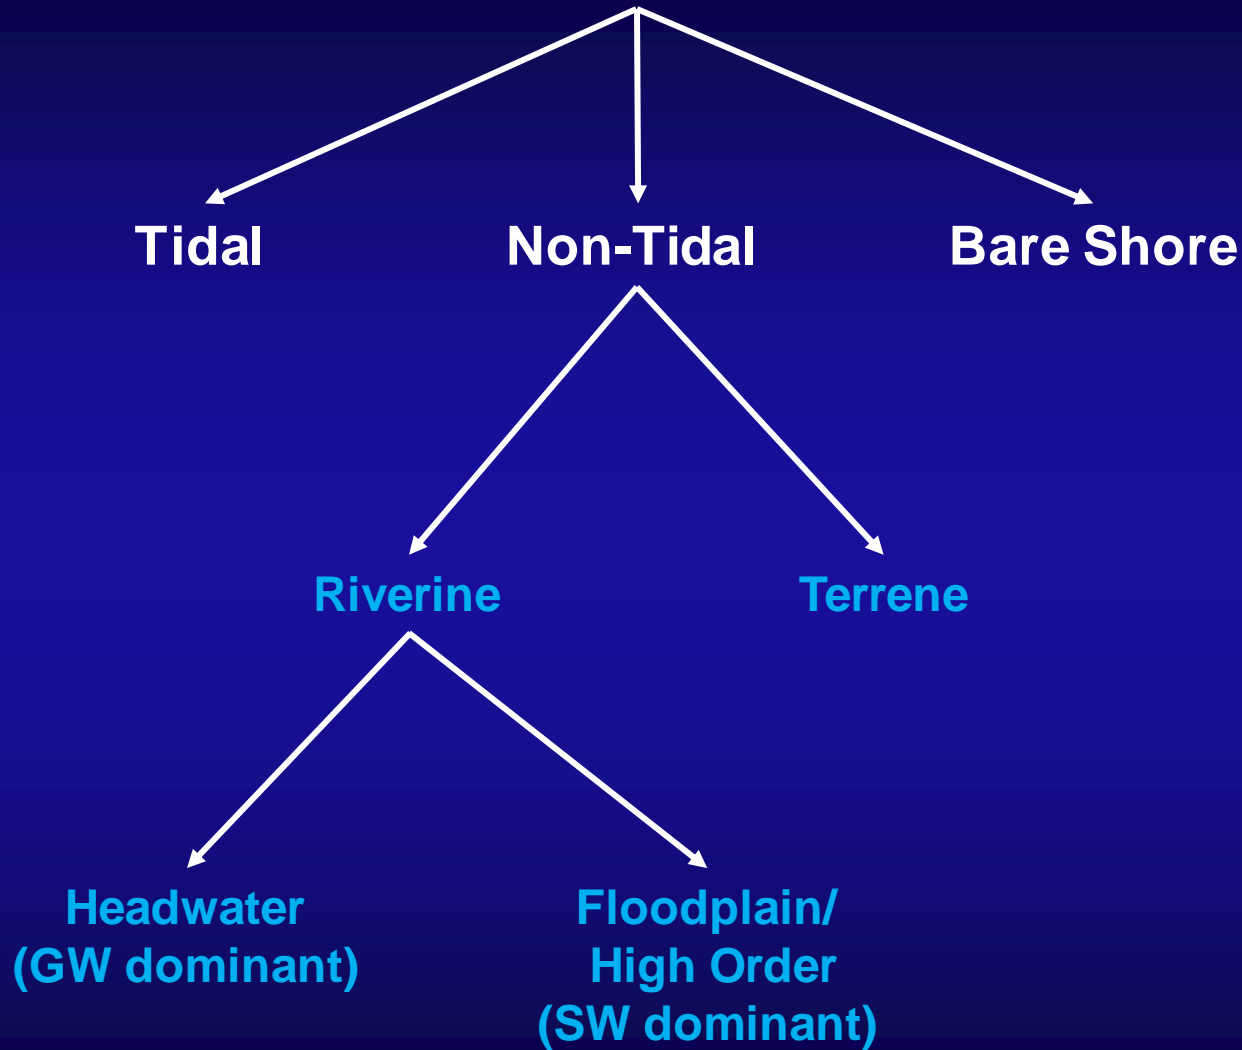 Tidal
Non-Tidal
Bare Shore
Riverine
Terrene
Headwater
(GW dominant)
Floodplain/
High Order
(SW dominant)